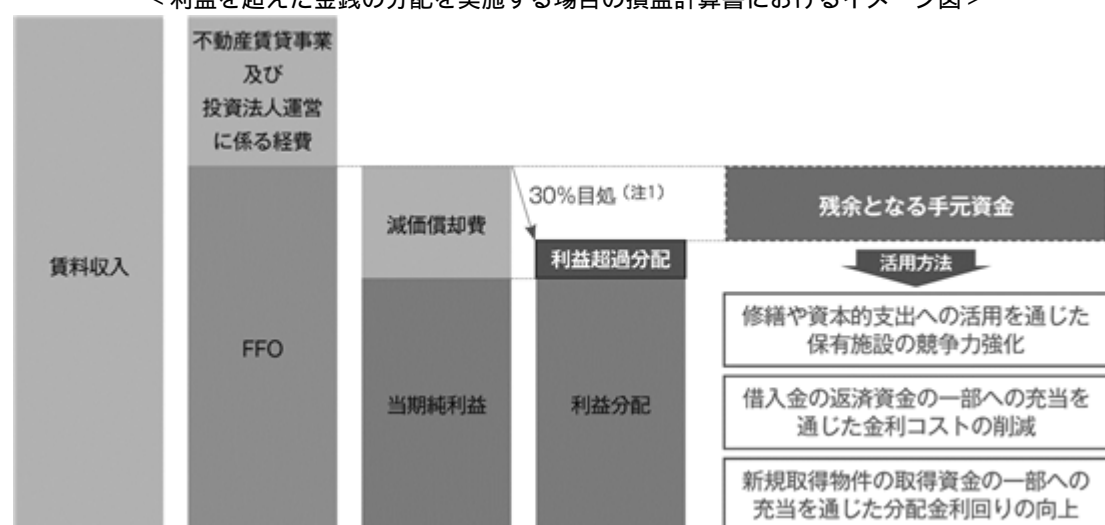 <利益を超えた金銭の分配を実施する場合の損益計算書におけるイメージ図>
不動産賃貸事業
及び
投資法人運営
に係る経費
賃料収入
FFO
減価償却費
当期純利益
30%目処(注1)
利益超過分配
利益分配
残余となる手元資金
活用方法
修繕や資本的支出への活用を通じた
保有施設の競争力強化
借入金の返済資金の一部への充当を
通じた金利コストの削減
新規取得物件の取得資金の一部への
充当を通じた分配金利回りの向上